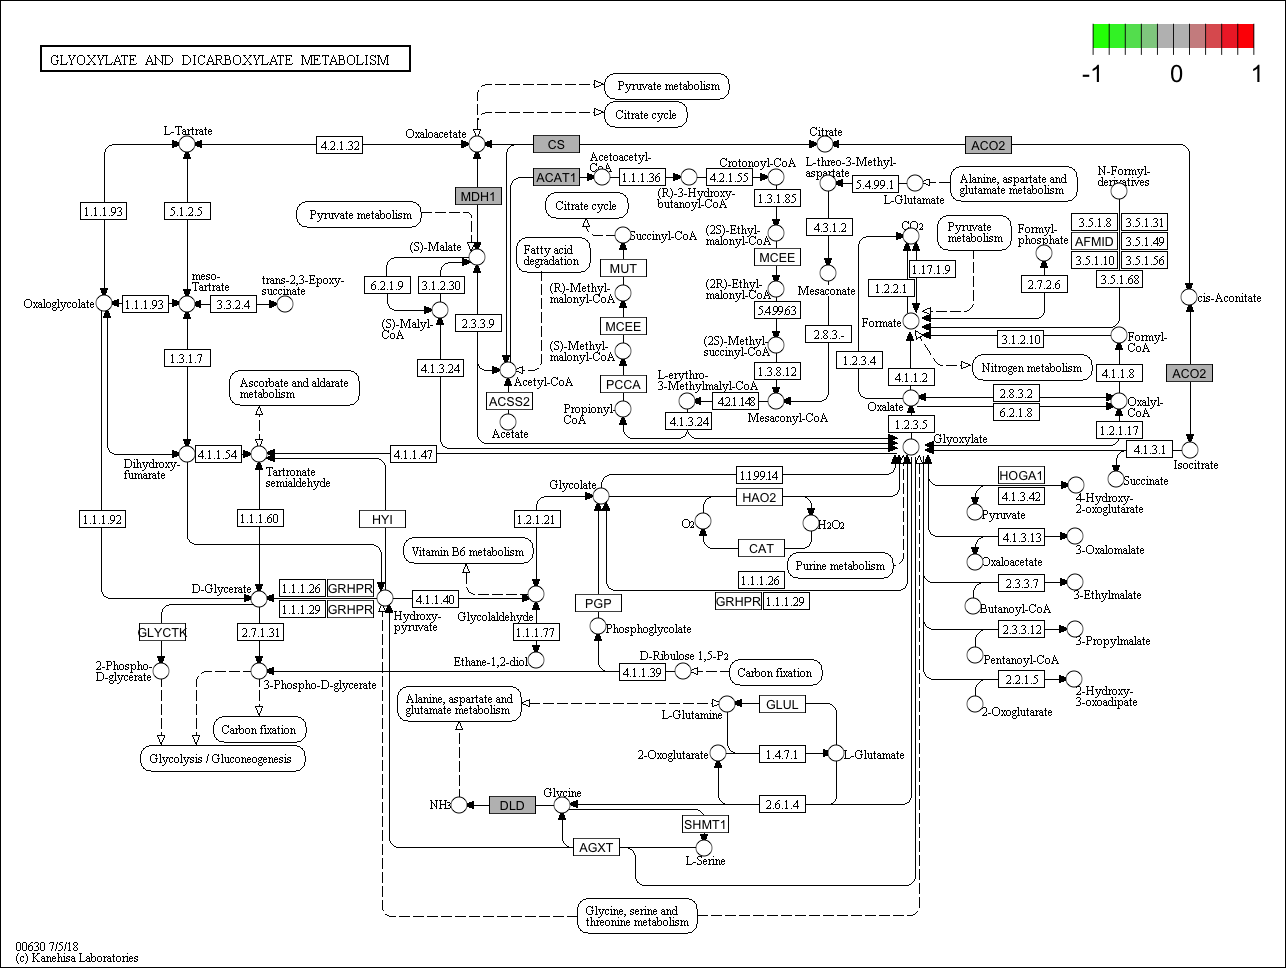 GLYOXYLATE AND DICARBOXYLATE METABOLISM
-1 0 1
Pyruvate metabolism
Citrate cycle
L-Tartrate
4.2.1.32
Oxaloacetate
CS
Citrate
ACO2
Acetoacetyl-
CoA
ACAT1
1.1.1.36
(R)-3-Hydroxy-
butanoyl-CoA
4.2.1.55
Crotonoyl-CoA
L-threo-3-Methyl-
aspartate
5.4.99.1
L-Glutamate
Alanine, aspartate and
glutamate metabolism
N-Formyl-
derivatives
1.1.1.93
5.1.2.5
Pyruvate metabolism
MDH1
Citrate cycle
1.3.1.85
4.3.1.2
3.5.1.8
3.5.1.31
AFMID
3.5.1.49
3.5.1.10
3.5.1.56
3.5.1.68
(S)-Malate
Fatty acid
degradation
Succinyl-CoA
(2S)-Ethyl-
malonyl-CoA
CO2
Pyruvate
metabolism
Formyl-
phosphate
MUT
MCEE
Mesaconate
1.17.1.9
1.2.2.1
2.7.2.6
meso-
Tartrate
trans-2,3-Epoxy-
succinate
6.2.1.9
3.1.2.30
(R)-Methyl-
malonyl-CoA
(2R)-Ethyl-
malonyl-CoA
cis-Aconitate
Oxaloglycolate
1.1.1.93
3.3.2.4
(S)-Malyl-
CoA
2.3.3.9
MCEE
5.4.99.63
2.8.3.-
Formate
3.1.2.10
Formyl-
CoA
1.3.1.7
(S)-Methyl-
malonyl-CoA
(2S)-Methyl-
succinyl-CoA
1.2.3.4
Nitrogen metabolism
4.1.3.24
Acetyl-CoA
PCCA
L-erythro-
3-Methylmalyl-CoA
1.3.8.12
4.1.1.2
4.1.1.8
ACO2
Ascorbate and aldarate
metabolism
ACSS2
Acetate
Propionyl-
CoA
4.2.1.148
4.1.3.24
Mesaconyl-CoA
Oxalate
2.8.3.2
6.2.1.8
Oxalyl-
CoA
1.2.3.5
1.2.1.17
Glyoxylate
4.1.3.1
Isocitrate
Succinate
Dihydroxy-
fumarate
4.1.1.54
Tartronate
semialdehyde
4.1.1.47
Glycolate
1.1.99.14
HAO2
O2
H2O2
CAT
HOGA1
4.1.3.42
4-Hydroxy-
2-oxoglutarate
Pyruvate
1.1.1.92
1.1.1.60
HYI
1.2.1.21
4.1.3.13
3-Oxalomalate
Oxaloacetate
Vitamin B6 metabolism
Purine metabolism
D-Glycerate
1.1.1.26
GRHPR
1.1.1.29
GRHPR
Hydroxy-
pyruvate
4.1.1.40
Glycolaldehyde
1.1.1.26
GRHPR
1.1.1.29
2.3.3.7
3-Ethylmalate
Butanoyl-CoA
PGP
Phosphoglycolate
GLYCTK
2.7.1.31
1.1.1.77
2.3.3.12
3-Propylmalate
Pentanoyl-CoA
2-Phospho-
D-glycerate
3-Phospho-D-glycerate
Ethane-1,2-diol
4.1.1.39
D-Ribulose 1,5-P2
Carbon fixation
2.2.1.5
2-Hydroxy-
3-oxoadipate
2-Oxoglutarate
Carbon fixation
Glycolysis / Gluconeogenesis
Alanine, aspartate and
glutamate metabolism
L-Glutamine
GLUL
2-Oxoglutarate
1.4.7.1
L-Glutamate
NH3
DLD
Glycine
2.6.1.4
SHMT1
AGXT
L-Serine
Glycine, serine and
threonine metabolism
00630 7/5/18
(c) Kanehisa Laboratories